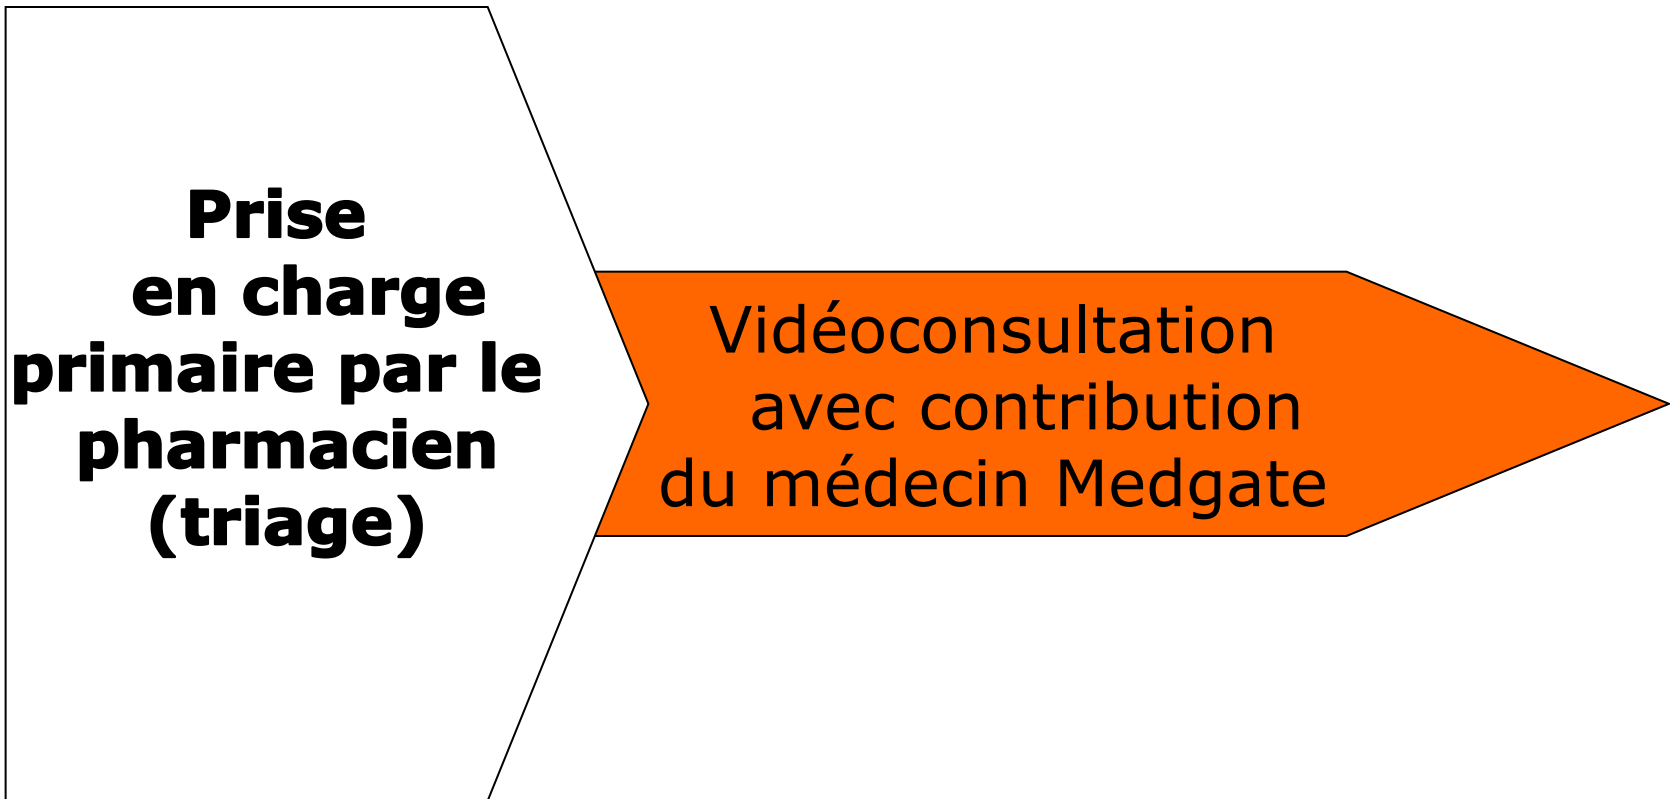 Prise
en charge
primaire par le
pharmacien
(triage)
Vidéoconsultation
avec contribution
du médecin Medgate